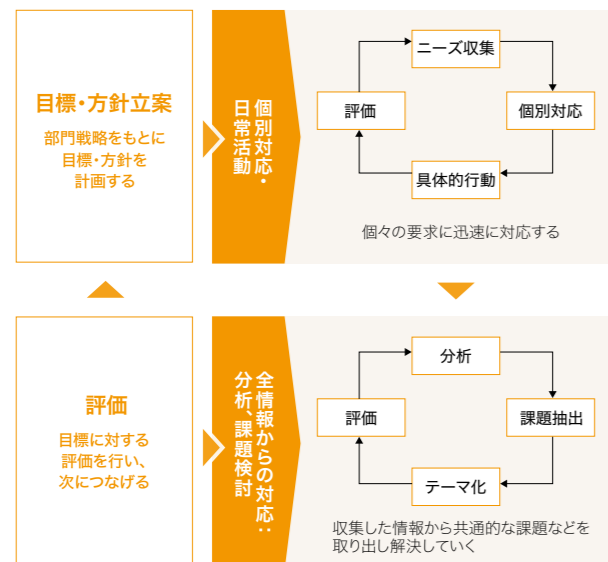 目標・方針立案
部門戦略をもとに
目標・方針を
計画する
個別対応・
日常活動
ニーズ収集
個別対応
具体的行動
評価
個々の要求に迅速に対応する
評価
目標に対する
評価を行い、
次につなげる
全情報からの対応：
分析、課題検討
分析
課題抽出
テーマ化
評価
収集した情報から共通的な課題などを
取り出し解決していく